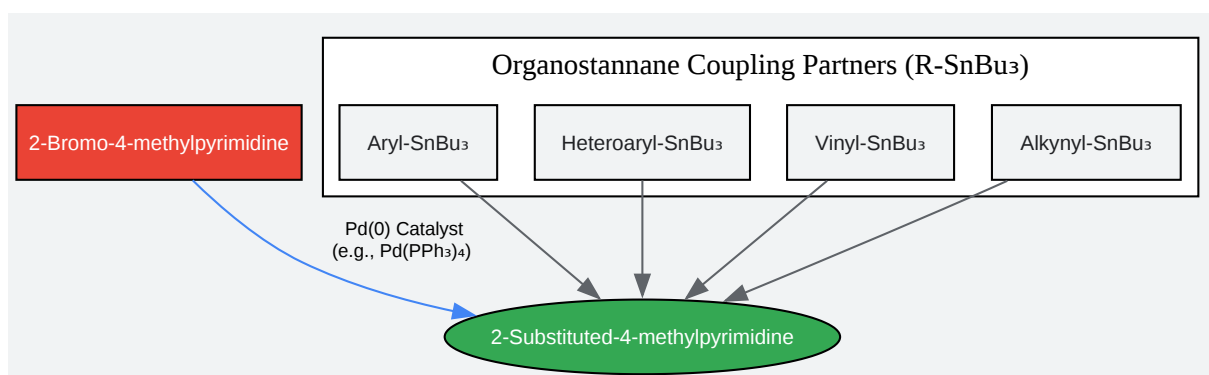 Organostannane Coupling Partners (R-SnBu₃)
2-Bromo-4-methylpyrimidine
Aryl-SnBu₃
Heteroaryl-SnBu₃
Vinyl-SnBu₃
Alkynyl-SnBu₃
Pd(0) Catalyst
(e.g., Pd(PPh₃)₄)
2-Substituted-4-methylpyrimidine